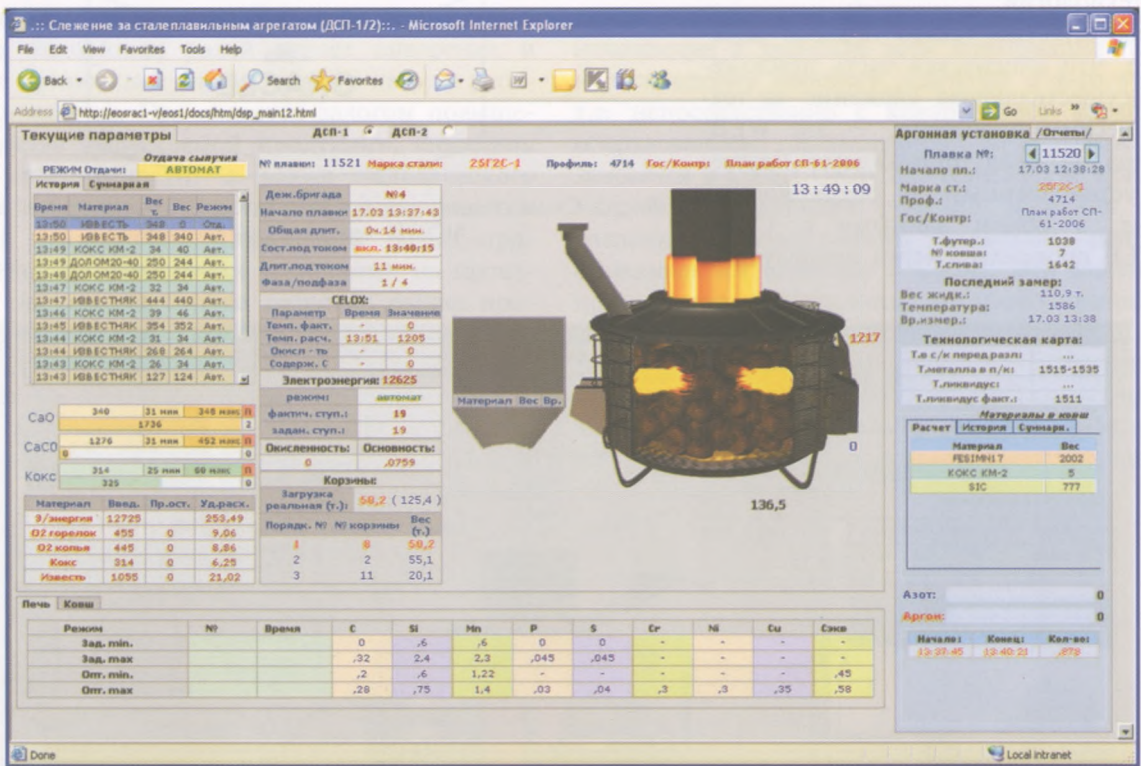 .:: Слежение за сталеплавильным агрегатом (ДСП-1/2)::. - Microsoft Internet Explorer
File Edit View Favorites Tools Help
Back Search Favorites
Address http://eosrac1-v/eos1/docs/htm/dsp_main12.html Go Links
Текущие параметры
ДСП-1 ДСП-2
Отдача сыпучия
РЕЖИМ Отдачи: АВТОМАТ
История Суммарная
Время Материал Вес т. Вес Режим
13:50 ИЗВЕСТЬ 348 0 Отд.
13:50 ИЗВЕСТЬ 348 340 Авт.
13:49 КОКС КМ-2 34 40 Авт.
13:49 ДОЛОМ20-40 250 244 Авт.
13:48 ДОЛОМ20-40 250 244 Авт.
13:47 КОКС КМ-2 32 34 Авт.
13:47 ИЗВЕСТНЯК 444 440 Авт.
13:46 КОКС КМ-2 39 46 Авт.
13:45 ИЗВЕСТНЯК 354 352 Авт.
13:44 КОКС КМ-2 31 34 Авт.
13:44 ИЗВЕСТНЯК 268 264 Авт.
13:43 КОКС КМ-2 26 34 Авт.
13:43 ИЗВЕСТНЯК 127 124 Авт.
CaO 340 31 мин 348 макс П
1736 2
CaCO 1276 31 мин 452 макс П
0 0
Кокс 314 25 мин 60 макс П
325 0
Материал Введ. Пр.ост. Уд.расх.
Э/энергия 12725 253,49
O2 горелок 455 0 9,06
O2 копья 445 0 8,86
Кокс 314 0 6,25
Известь 1055 0 21,02
№ плавки: 11521 Марка стали: 25Г2С-1 Профиль: 4714 Гос/Контр: План работ СП-61-2006
Деж.бригада №4
Начало плавки 17.03 13:37:43
Общая длит. 0ч.14 мин.
Сост.под током вкл. 13:40:15
Длит.под током 11 мин.
Фаза/подфаза 1 / 4
CELOX:
Параметр Время Значение
Темп. факт. - 0
Темп. расч. 13:51 1205
Окисл - ть - 0
Содерж. С - 0
Электроэнергия: 12625
режим: автомат
фактич. ступ.: 19
задан. ступ.: 19
Окисленность: Основность:
0 ,0759
Корзины:
Загрузка реальная (т.): 50,2 ( 125,4 )
Порядк. № № корзины Вес (т.)
1 8 50,2
2 2 55,1
3 11 20,1
13:49:09
1217
Материал Вес Вр.
0
136,5
Аргонная установка /Отчеты/
Плавка №: 11520
Начало пл.: 17.03 12:38:28
Марка ст.: 25Г2С-1
Проф.: 4714
Гос/Контр: План работ СП-
61-2006
Т.футер.: 1038
№ ковша: 7
Т.слива: 1642
Последний замер:
Вес жидк.: 110,9 т.
Температура: 1586
Вр.измер.: 17.03 13:38
Технологическая карта:
Т.в с/к перед разл: ...
Т.металла в п/к: 1515-1535
Т.ликвидус: ...
Т.ликвидус факт.: 1511
Материалы в ковш
Расчет История Суммарн.
Материал Вес
FESIMN17 2002
КОКС КМ-2 5
SIC 777
Азот: 0
Аргон: 0
Начало: Конец: Кол-во:
13:37:45 13:40:21 ,878
Печь Ковш
Режим № Время C Si Mn P S Cr Ni Cu Cэкв
Зад. min. 0 ,6 ,6 0 0 - - - -
Зад. max ,32 2,4 2,3 ,045 ,045 - - - -
Опт. min. ,2 ,6 1,22 - - - - - ,45
Опт. max ,28 ,75 1,4 ,03 ,04 ,3 ,3 ,35 ,58
Done Local intranet